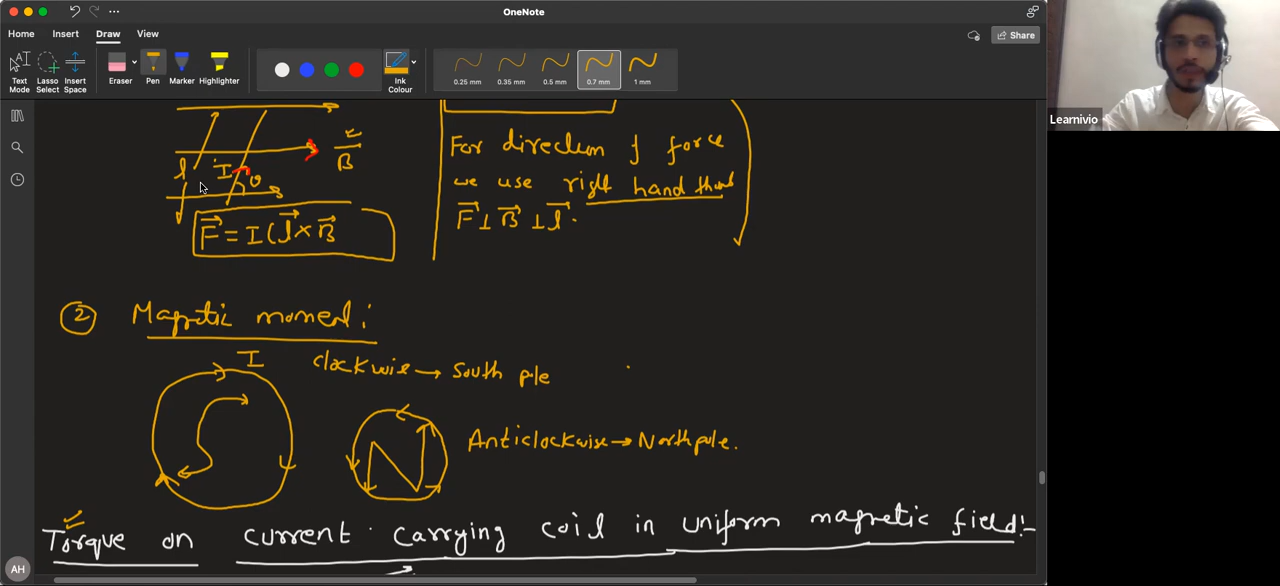 OneNote
Home Insert Draw View
Share
Text Mode
Lasso Select
Insert Space
Eraser
Pen
Marker
Highlighter
Ink Colour
0.25 mm
0.35 mm
0.5 mm
0.7 mm
1 mm
Learnivio
B
l I θ
F = I(l × B
For direction of force
we use right hand thumb
F ⊥ B ⊥ l.
2 Magnetic moment:
I
clockwise → South pole
N
Anticlockwise → North pole.
Torque on current carrying coil in uniform magnetic field:-
AH